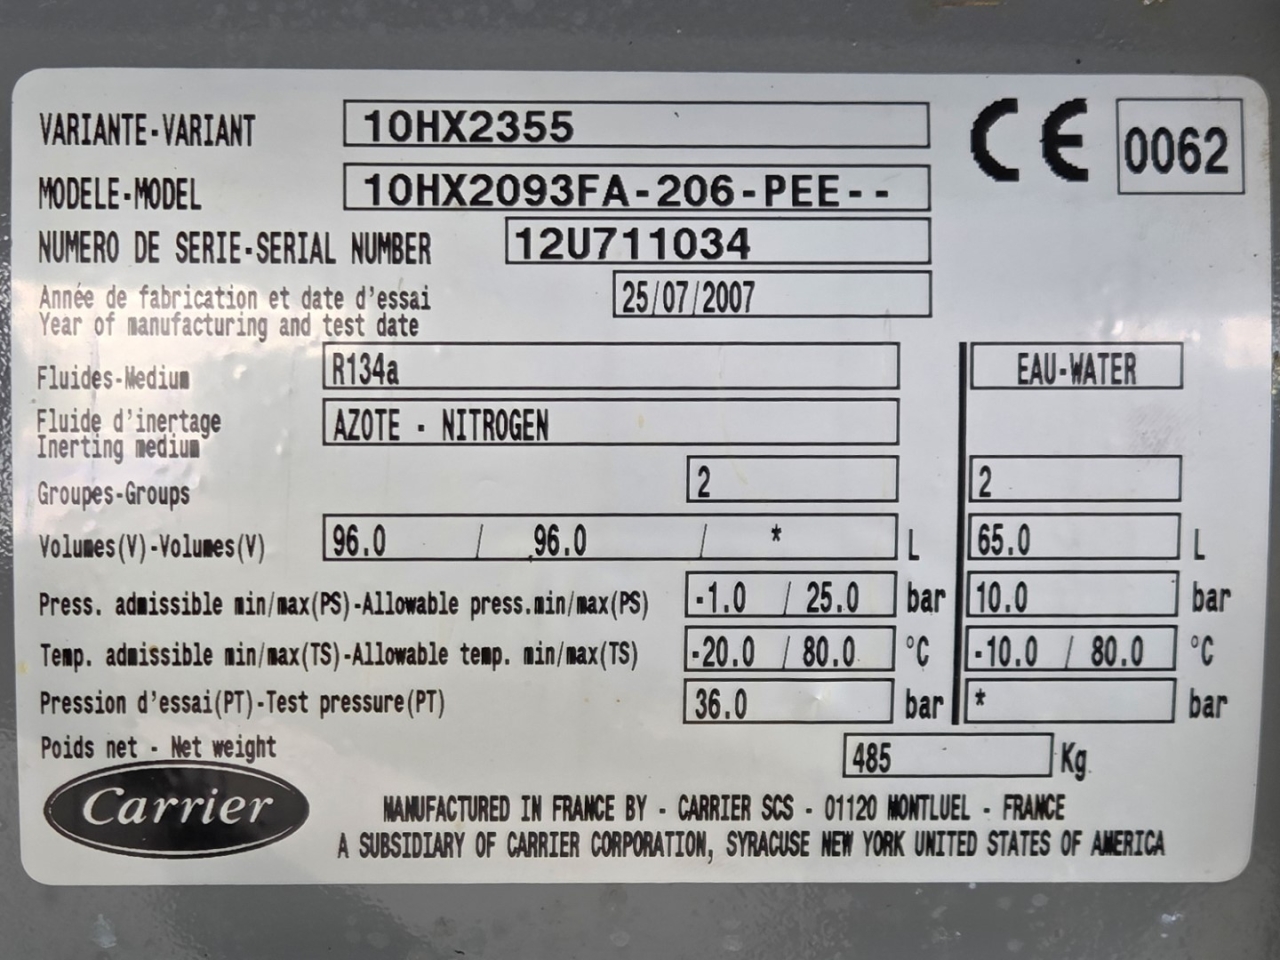 VARIANTE-VARIANT 10HX2355 CE 0062
MODELE-MODEL 10HX2093FA-206-PEE--
NUMERO DE SERIE-SERIAL NUMBER 12U711034
Année de fabrication et date d'essai
Year of manufacturing and test date 25/07/2007
Fluides-Medium R134a EAU-WATER
Fluide d'inertage
Inerting medium AZOTE - NITROGEN
Groupes-Groups 2 2
Volumes(V)-Volumes(V) 96.0 / 96.0 / * L 65.0 L
Press. admissible min/max(PS)-Allowable press.min/max(PS) -1.0 / 25.0 bar 10.0 bar
Temp. admissible min/max(TS)-Allowable temp. min/max(TS) -20.0 / 80.0 °C -10.0 / 80.0 °C
Pression d'essai(PT)-Test pressure(PT) 36.0 bar * bar
Poids net - Net weight 485 Kg
Carrier
MANUFACTURED IN FRANCE BY - CARRIER SCS - 01120 MONTLUEL - FRANCE
A SUBSIDIARY OF CARRIER CORPORATION, SYRACUSE NEW YORK UNITED STATES OF AMERICA